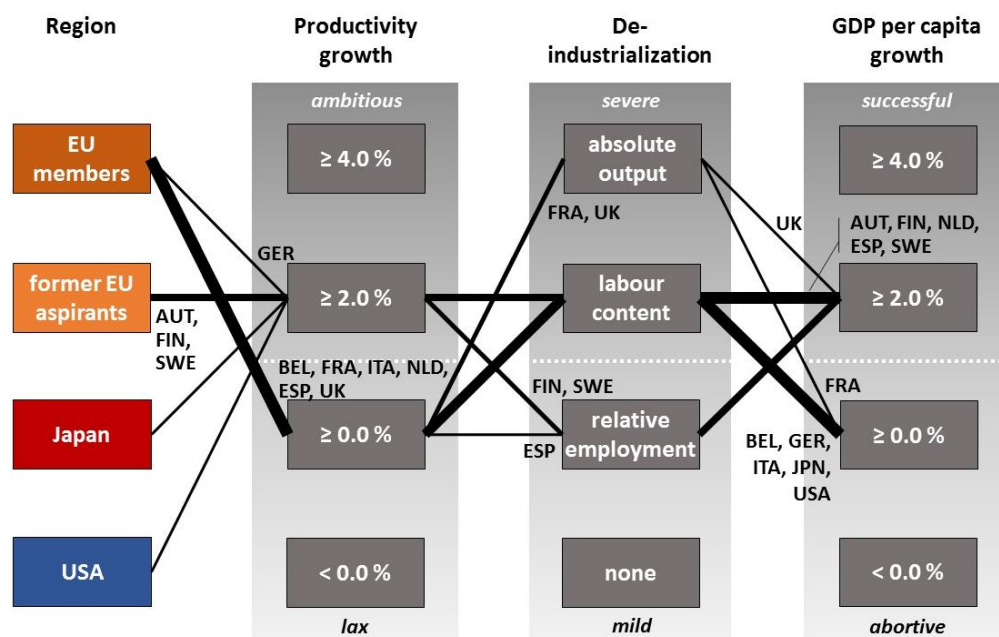 Region
Productivity
growth
De-
industrialization
GDP per capita
growth
ambitious
severe
successful
EU
members
≥ 4.0 %
absolute
output
≥ 4.0 %
FRA, UK
UK
AUT, FIN, NLD,
ESP, SWE
GER
former EU
aspirants
≥ 2.0 %
labour
content
≥ 2.0 %
AUT,
FIN,
SWE
BEL, FRA, ITA, NLD,
ESP, UK
FIN, SWE
FRA
Japan
≥ 0.0 %
relative
employment
≥ 0.0 %
ESP
BEL, GER,
ITA, JPN,
USA
USA
< 0.0 %
none
< 0.0 %
lax
mild
abortive